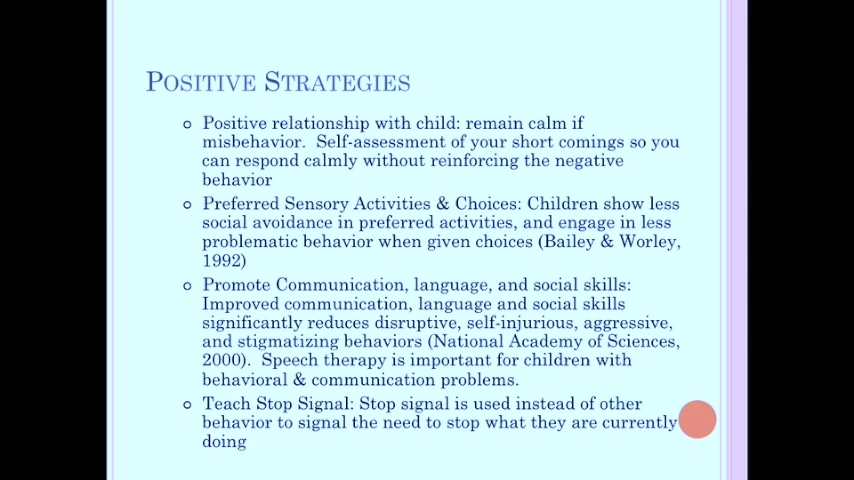 POSITIVE STRATEGIES
Positive relationship with child: remain calm if
misbehavior.  Self-assessment of your short comings so you
can respond calmly without reinforcing the negative
behavior
Preferred Sensory Activities & Choices: Children show less
social avoidance in preferred activities, and engage in less
problematic behavior when given choices (Bailey & Worley,
1992)
Promote Communication, language, and social skills:
Improved communication, language and social skills
significantly reduces disruptive, self-injurious, aggressive,
and stigmatizing behaviors (National Academy of Sciences,
2000).  Speech therapy is important for children with
behavioral & communication problems.
Teach Stop Signal: Stop signal is used instead of other
behavior to signal the need to stop what they are currently
doing